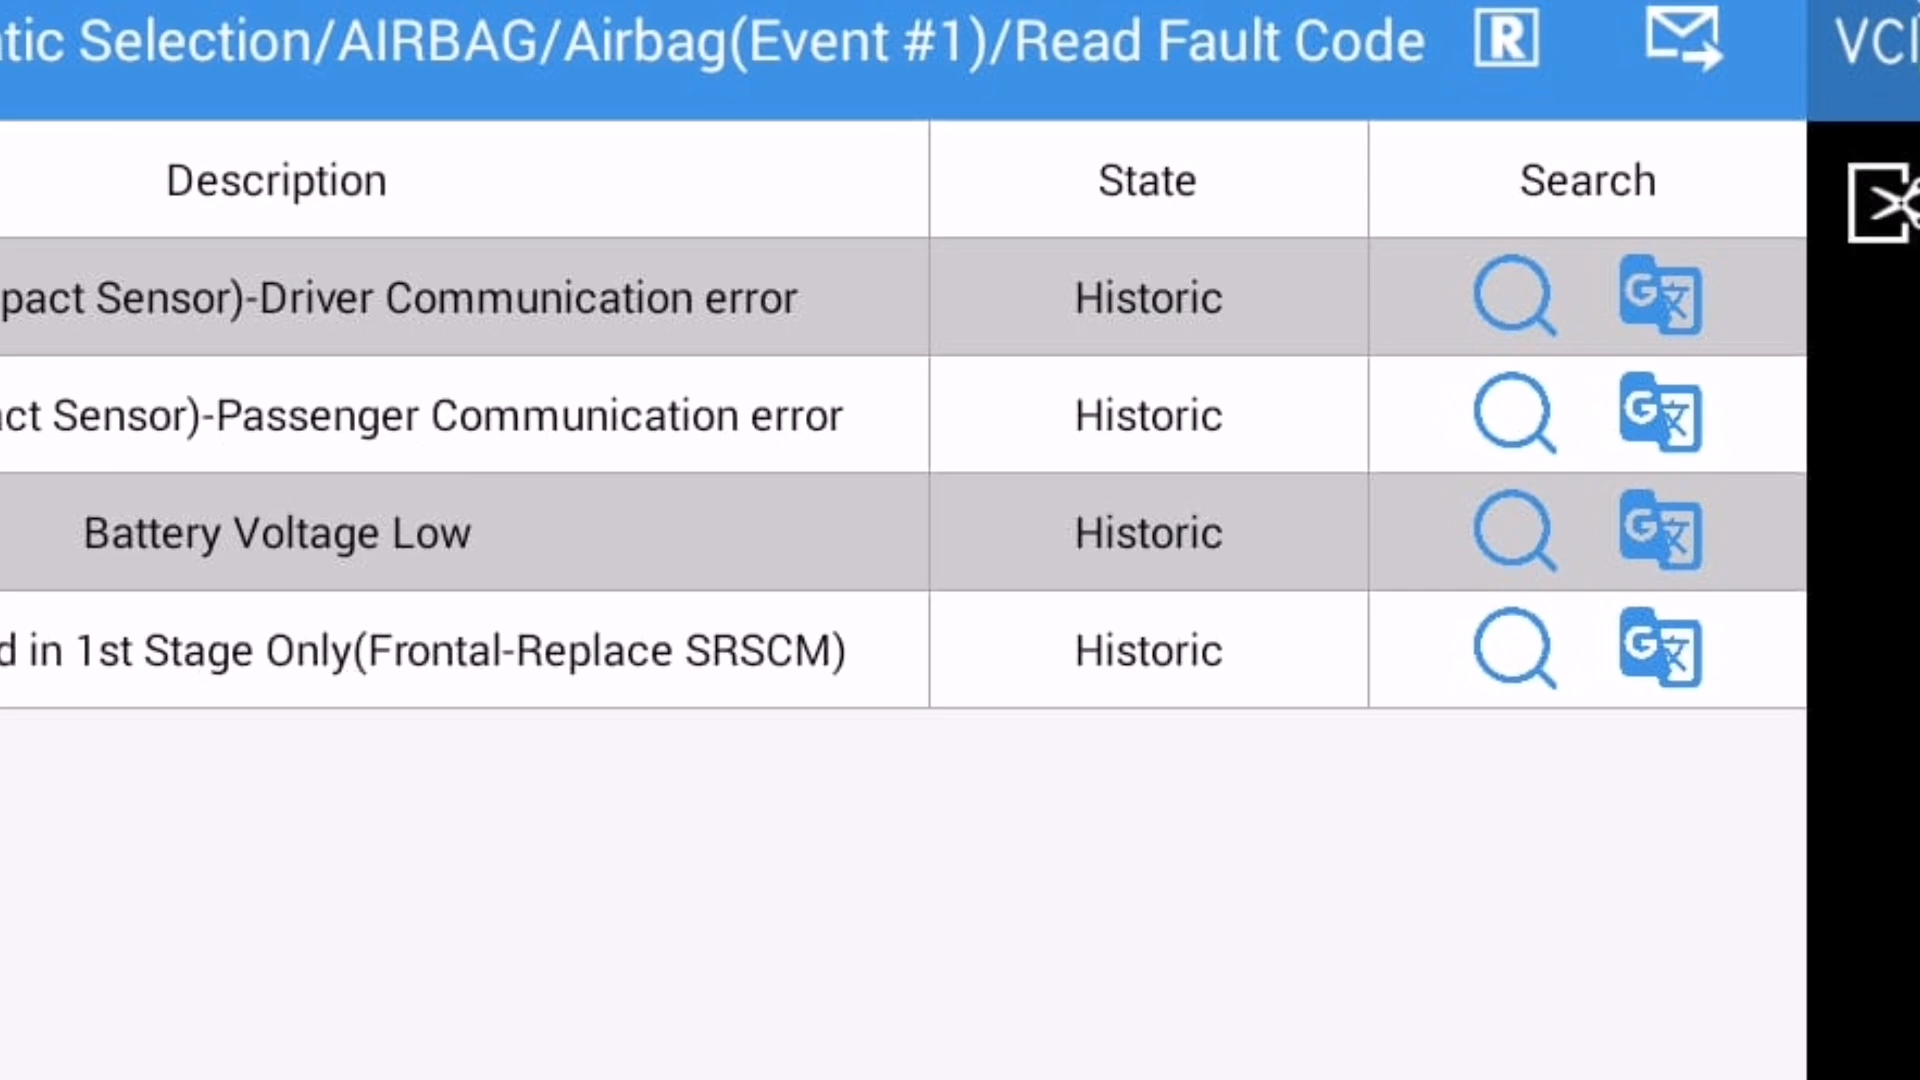 tic Selection/AIRBAG/Airbag(Event #1)/Read Fault Code R VCI
Description State Search
pact Sensor)-Driver Communication error Historic
act Sensor)-Passenger Communication error Historic
Battery Voltage Low Historic
d in 1st Stage Only(Frontal-Replace SRSCM) Historic